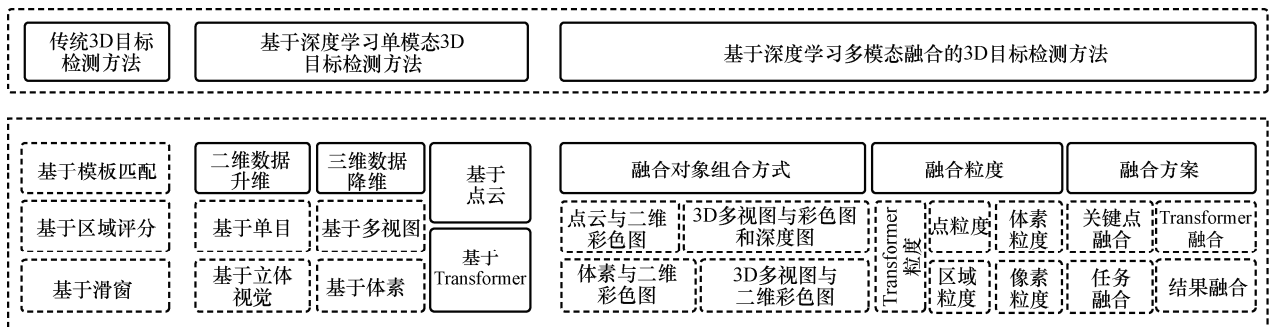 传统3D目标
检测方法
基于深度学习单模态3D
目标检测方法
基于深度学习多模态融合的3D目标检测方法
基于模板匹配
基于区域评分
基于滑窗
二维数据
升维
基于单目
基于立体
视觉
三维数据
降维
基于多视图
基于体素
基于
点云
基于
Transformer
融合对象组合方式
点云与二维
彩色图
3D多视图与彩色图
和深度图
体素与二维
彩色图
3D多视图与
二维彩色图
融合粒度
Transformer
粒度
点粒度
体素
粒度
区域
粒度
像素
粒度
融合方案
关键点
融合
Transformer
融合
任务
融合
结果融合